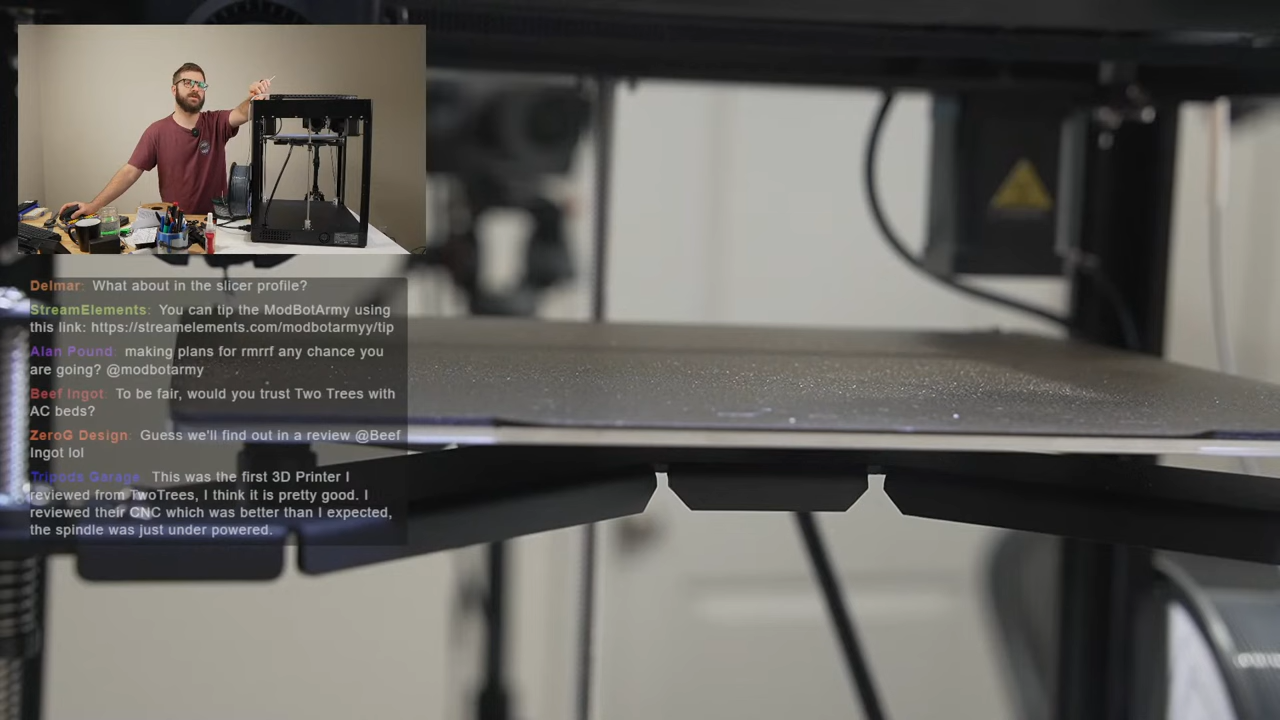 Delmar: What about in the slicer profile?
StreamElements: You can tip the ModBotArmy using
this link: https://streamelements.com/modbotarmyy/tip
Alan Pound: making plans for rmrrf any chance you
are going? @modbotarmy
Beef Ingot: To be fair, would you trust Two Trees with
AC beds?
ZeroG Design: Guess we'll find out in a review @Beef
Ingot lol
Tripods Garage: This was the first 3D Printer I
reviewed from TwoTrees, I think it is pretty good. I
reviewed their CNC which was better than I expected,
the spindle was just under powered.